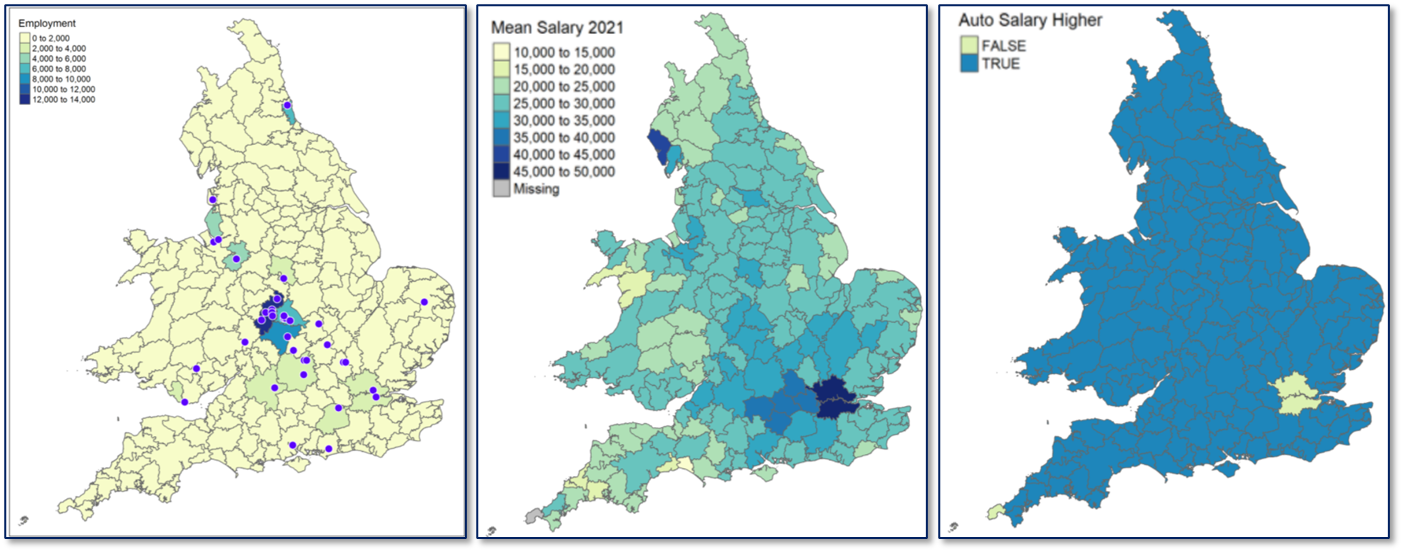 Employment
0 to 2,000
2,000 to 4,000
4,000 to 6,000
6,000 to 8,000
8,000 to 10,000
10,000 to 12,000
12,000 to 14,000
Mean Salary 2021
10,000 to 15,000
15,000 to 20,000
20,000 to 25,000
25,000 to 30,000
30,000 to 35,000
35,000 to 40,000
40,000 to 45,000
45,000 to 50,000
Missing
Auto Salary Higher
FALSE
TRUE